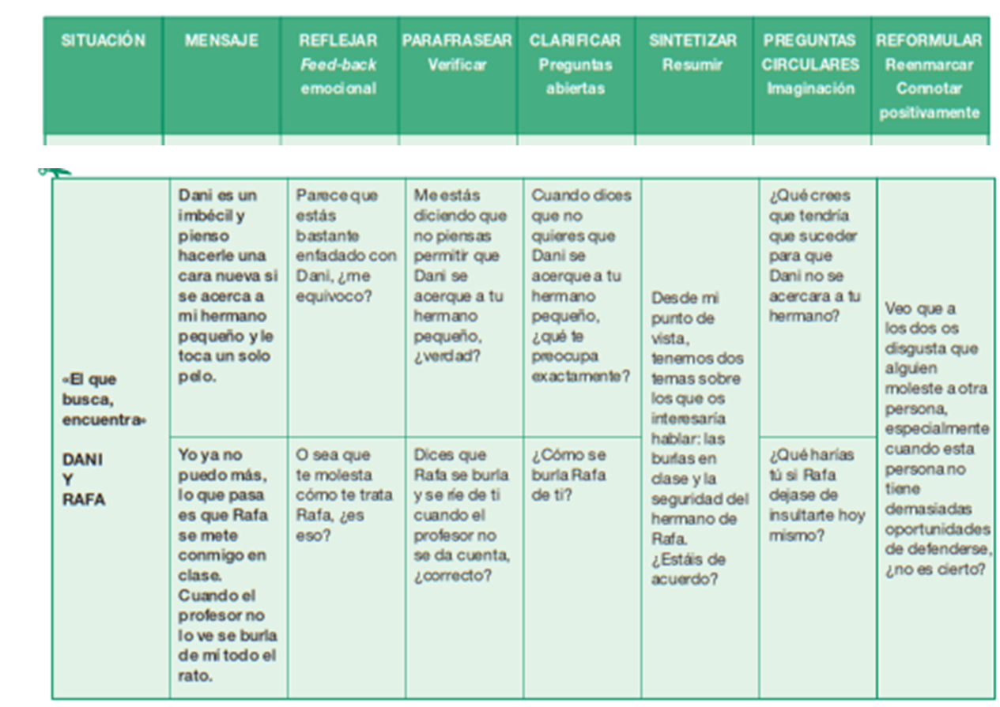 SITUACIÓN
MENSAJE
REFLEJAR
Feed-back
emocional
PARAFRASEAR
Verificar
CLARIFICAR
Preguntas
abiertas
SINTETIZAR
Resumir
PREGUNTAS
CIRCULARES
Imaginación
REFORMULAR
Reenmarcar
Connotar
positivamente
«El que
busca,
encuentra»
DANI
Y
RAFA
Dani es un
imbécil y
pienso
hacerle una
cara nueva si
se acerca a
mi hermano
pequeño y le
toca un solo
pelo.
Parece que
estás
bastante
enfadado con
Dani, ¿me
equivoco?
Me estás
diciendo que
no piensas
permitir que
Dani se
acerque a tu
hermano
pequeño,
¿verdad?
Cuando dices
que no
quieres que
Dani se
acerque a tu
hermano
pequeño,
¿qué te
preocupa
exactamente?
Desde mi
punto de
vista,
tenemos dos
temas sobre
los que os
interesaría
hablar: las
burlas en
clase y la
seguridad del
hermano de
Rafa.
¿Estáis de
acuerdo?
¿Qué crees
que tendría
que suceder
para que
Dani no se
acercara a tu
hermano?
Veo que a
los dos os
disgusta que
alguien
moleste a otra
persona,
especialmente
cuando esta
persona no
tiene
demasiadas
oportunidades
de defenderse,
¿no es cierto?
Yo ya no
puedo más,
lo que pasa
es que Rafa
se mete
conmigo en
clase.
Cuando el
profesor no
lo ve se burla
de mí todo el
rato.
O sea que
te molesta
cómo te trata
Rafa, ¿es
eso?
Dices que
Rafa se burla
y se ríe de ti
cuando el
profesor no
se da cuenta,
¿correcto?
¿Cómo se
burla Rafa
de ti?
¿Qué harías
tú si Rafa
dejase de
insultarte hoy
mismo?